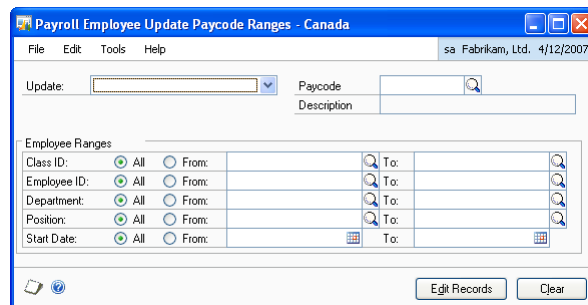 Payroll Employee Update Paycode Ranges - Canada
File Edit Tools Help sa Fabrikam, Ltd. 4/12/2007
Update: Paycode
Description
Employee Ranges
Class ID: All From: To:
Employee ID: All From: To:
Department: All From: To:
Position: All From: To:
Start Date: All From: To:
Edit Records Clear